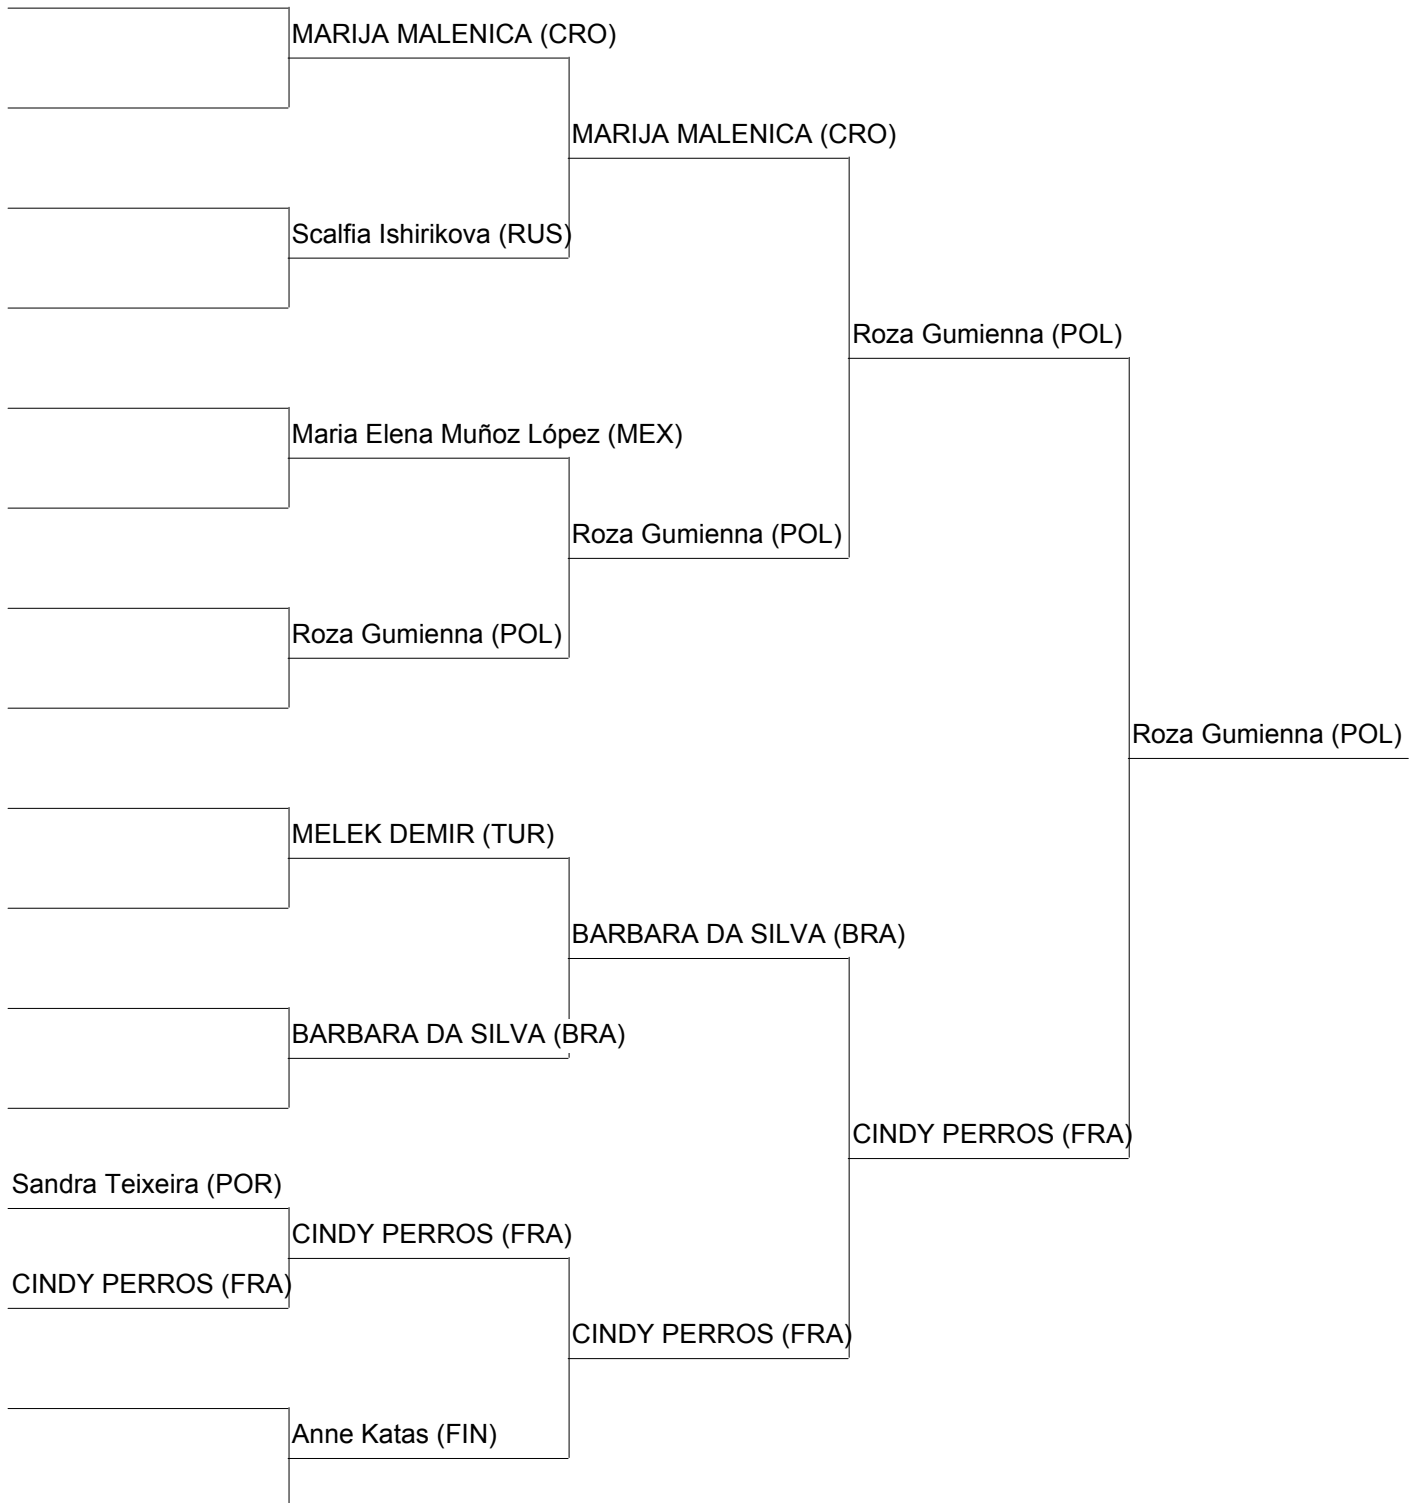 MARIJA MALENICA (CRO)
MARIJA MALENICA (CRO)
Scalfia Ishirikova (RUS)
Roza Gumienna (POL)
Maria Elena Muñoz López (MEX)
Roza Gumienna (POL)
Roza Gumienna (POL)
Roza Gumienna (POL)
MELEK DEMIR (TUR)
BARBARA DA SILVA (BRA)
BARBARA DA SILVA (BRA)
CINDY PERROS (FRA)
Sandra Teixeira (POR)
CINDY PERROS (FRA)
CINDY PERROS (FRA)
CINDY PERROS (FRA)
Anne Katas (FIN)